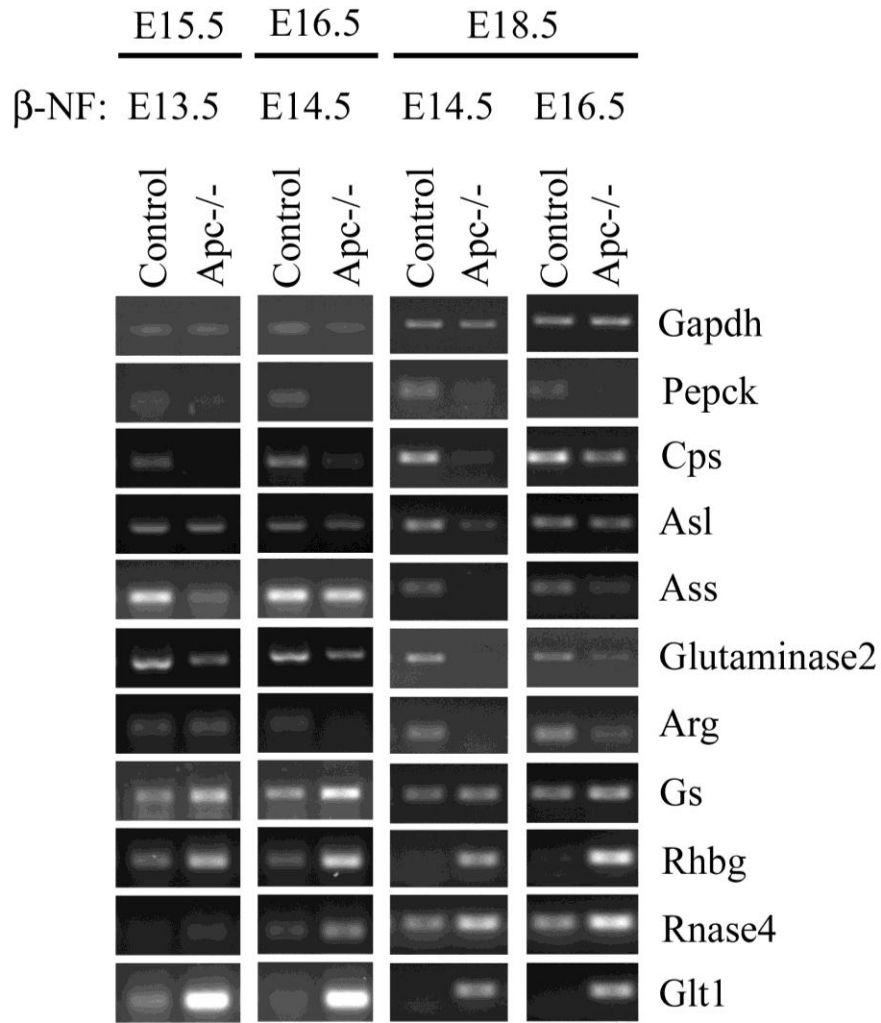 E15.5 E16.5 E18.5
β-NF: E13.5 E14.5 E14.5 E16.5
Control Apc-/- Control Apc-/- Control Apc-/- Control Apc-/-
Gapdh
Pepck
Cps
Asl
Ass
Glutaminase2
Arg
Gs
Rhbg
Rnase4
Glt1